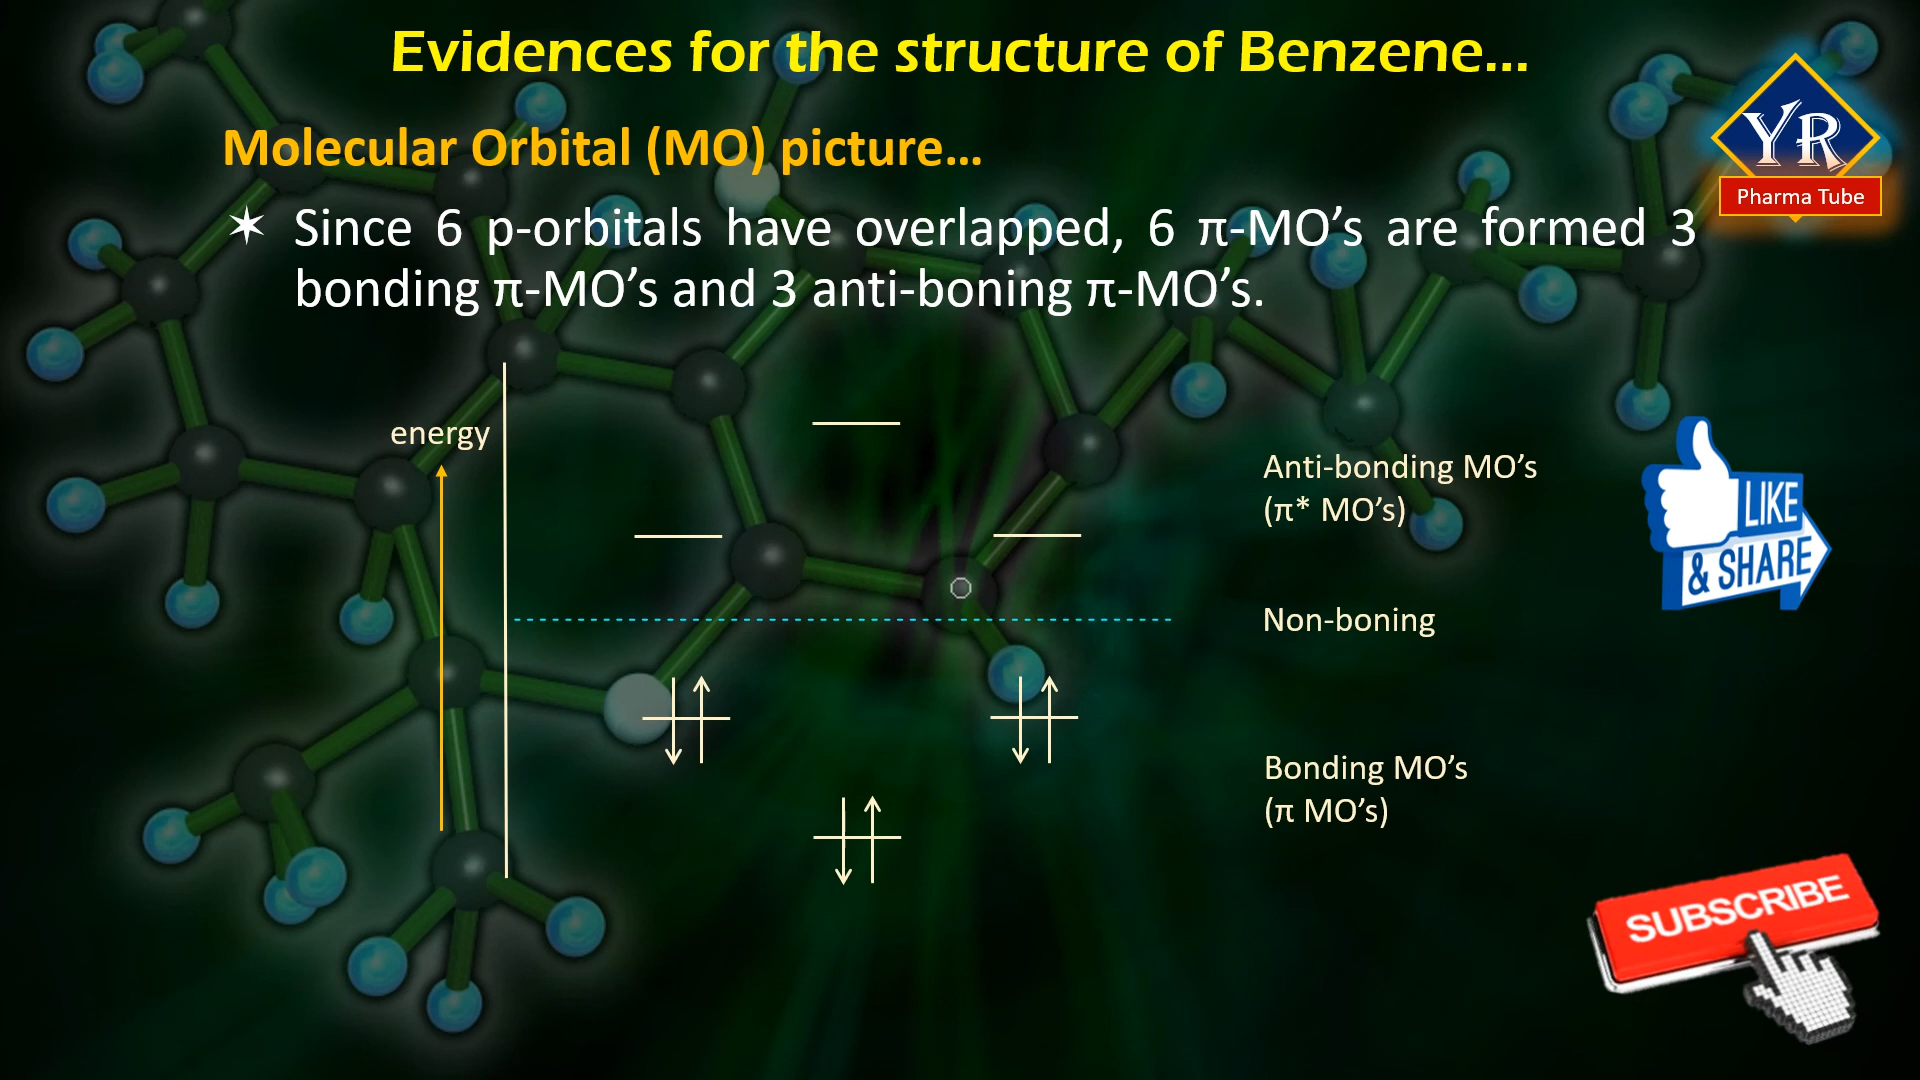 Evidences for the structure of Benzene...
YR
Pharma Tube
Molecular Orbital (MO) picture...
✶ Since 6 p-orbitals have overlapped, 6 π-MO’s are formed 3
bonding π-MO’s and 3 anti-boning π-MO’s.
energy
Anti-bonding MO’s
(π* MO’s)
LIKE
& SHARE
Non-boning
Bonding MO’s
(π MO’s)
SUBSCRIBE